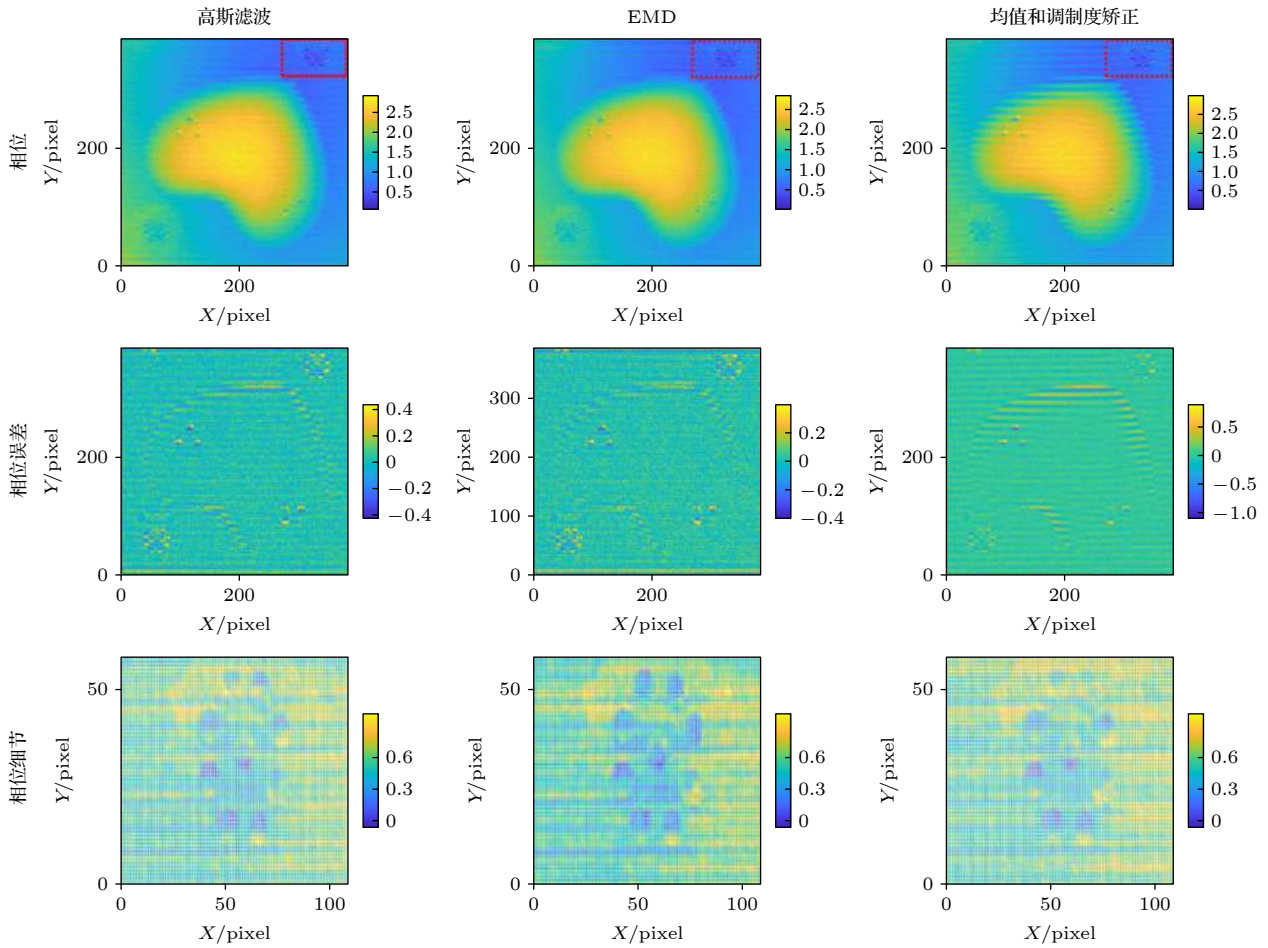 高斯滤波 EMD 均值和调制度矫正
相位
Y/pixel 200 0 2.5 2.0 1.5 1.0 0.5
Y/pixel 200 0 2.5 2.0 1.5 1.0 0.5
Y/pixel 200 0 2.5 2.0 1.5 1.0 0.5
0 200 0 200 0 200
X/pixel X/pixel X/pixel
相位误差
Y/pixel 200 0 0.4 0.2 0 −0.2 −0.4
Y/pixel 300 200 100 0 0.2 0 −0.2 −0.4
Y/pixel 200 0 0.5 0 −0.5 −1.0
0 200 0 200 0 200
X/pixel X/pixel X/pixel
相位细节
Y/pixel 50 0 0.6 0.3 0
Y/pixel 50 0 0.6 0.3 0
Y/pixel 50 0 0.6 0.3 0
0 50 100 0 50 100 0 50 100
X/pixel X/pixel X/pixel